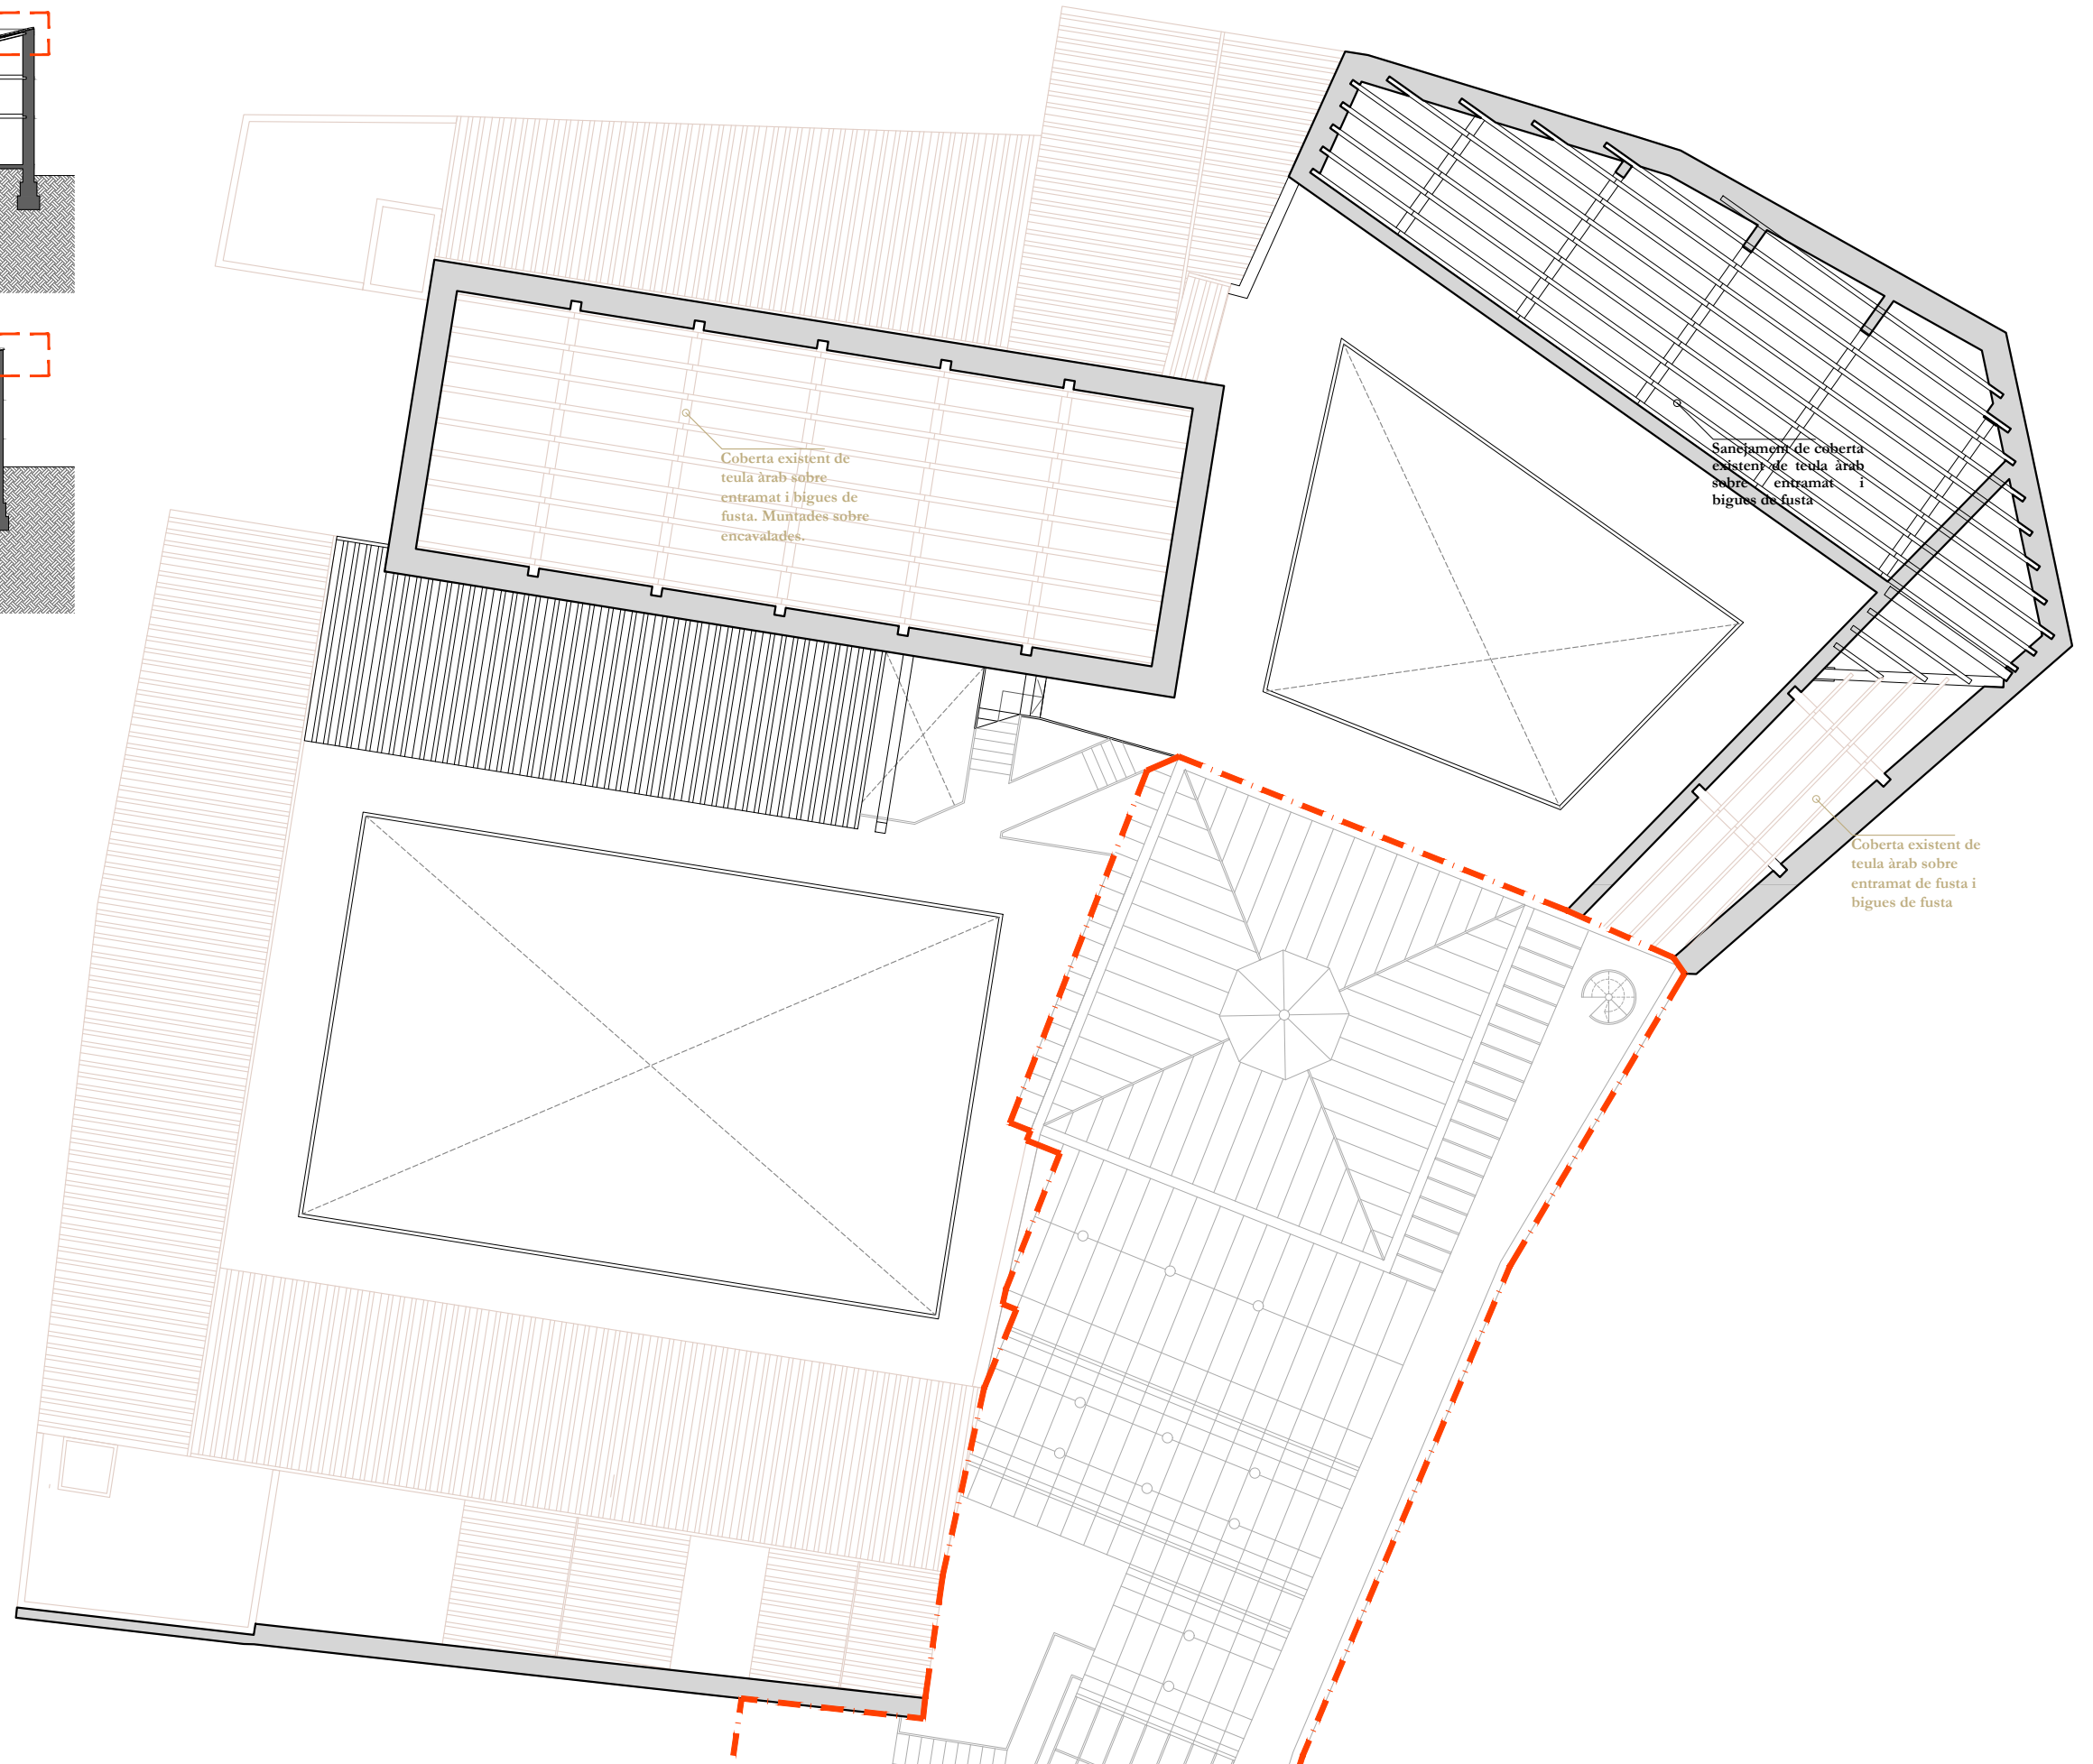 Coberta existent de
teula àrab sobre
entramat i bigues de
fusta. Muntades sobre
encavalades.
Sanejament de coberta
existent de teula àrab
sobre entramat i
bigues de fusta
Coberta existent de
teula àrab sobre
entramat de fusta i
bigues de fusta